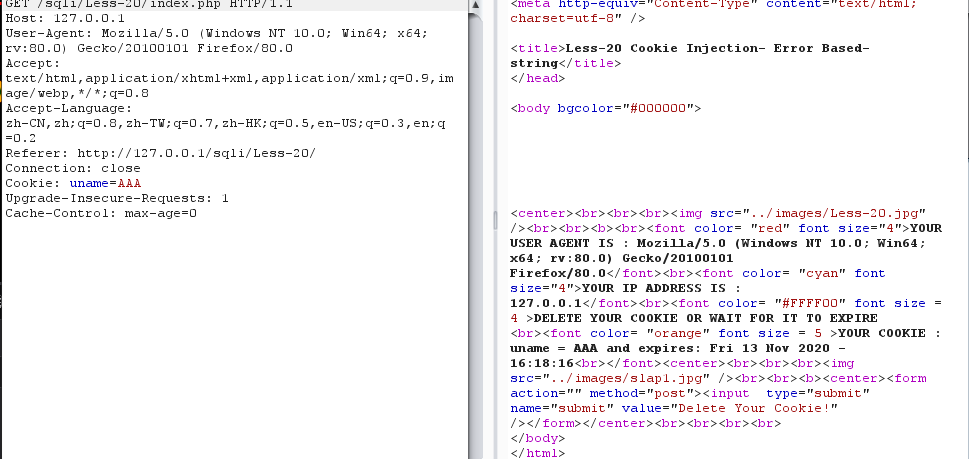 GET /sqli/Less-20/index.php HTTP/1.1
Host: 127.0.0.1
User-Agent: Mozilla/5.0 (Windows NT 10.0; Win64; x64;
rv:80.0) Gecko/20100101 Firefox/80.0
Accept:
text/html,application/xhtml+xml,application/xml;q=0.9,im
age/webp,*/*;q=0.8
Accept-Language:
zh-CN,zh;q=0.8,zh-TW;q=0.7,zh-HK;q=0.5,en-US;q=0.3,en;q
=0.2
Referer: http://127.0.0.1/sqli/Less-20/
Connection: close
Cookie: uname=AAA
Upgrade-Insecure-Requests: 1
Cache-Control: max-age=0
<meta http-equiv="Content-Type" content="text/html;
charset=utf-8" />
<title>Less-20 Cookie Injection- Error Based-
string</title>
</head>
<body bgcolor="#000000">
<center><br><br><br><img src="../images/Less-20.jpg"
/><br><br><b><br><font color= "red" font size="4">YOUR
USER AGENT IS : Mozilla/5.0 (Windows NT 10.0; Win64;
x64; rv:80.0) Gecko/20100101
Firefox/80.0</font><br><font color= "cyan" font
size="4">YOUR IP ADDRESS IS :
127.0.0.1</font><br><font color= "#FFFF00" font size =
4 >DELETE YOUR COOKIE OR WAIT FOR IT TO EXPIRE
<br><font color= "orange" font size = 5 >YOUR COOKIE :
uname = AAA and expires: Fri 13 Nov 2020 -
16:18:16<br></font><center><br><br><br><img
src="../images/slap1.jpg" /><br><br><b><center><form
action="" method="post"><input  type="submit"
name="submit" value="Delete Your Cookie!"
/></form></center><br><br><br><br>
</body>
</html>